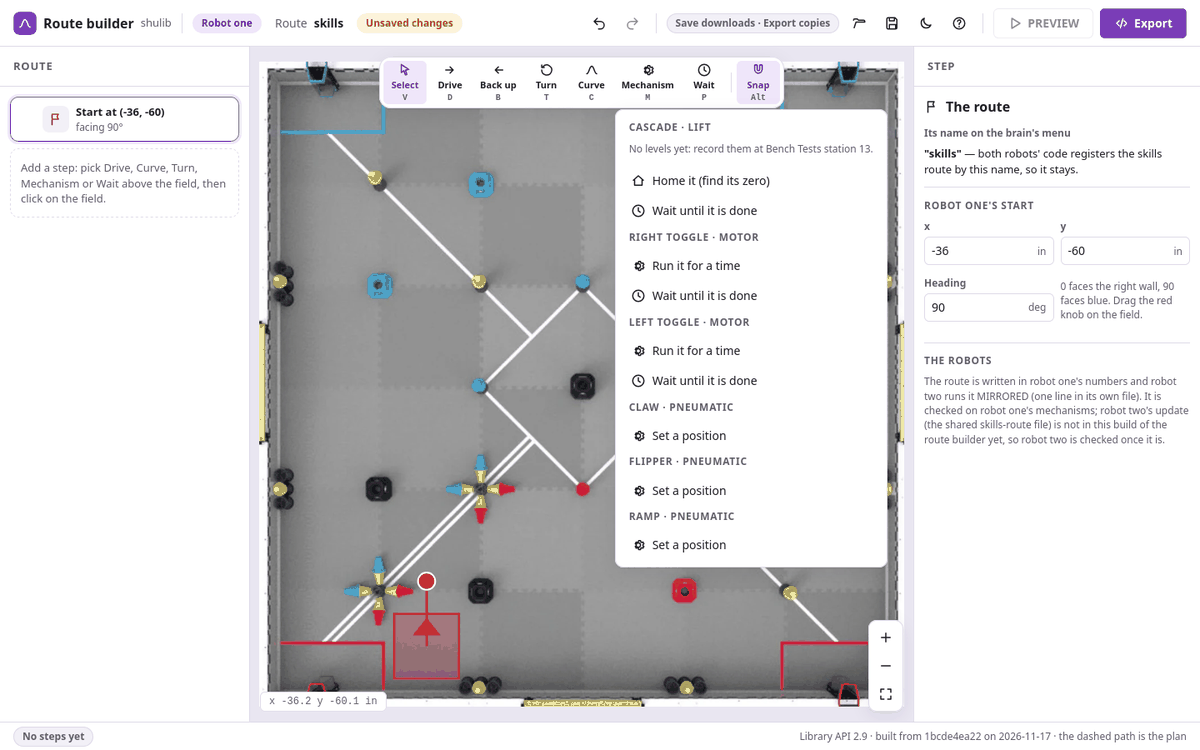 Route builder shulib Robot one Route skills Unsaved changes Save downloads · Export copies PREVIEW Export
ROUTE
Start at (-36, -60)
facing 90°
Add a step: pick Drive, Curve, Turn,
Mechanism or Wait above the field, then
click on the field.
Select Drive Back up Turn Curve Mechanism Wait Snap
V D B T C M P Alt
CASCADE · LIFT
No levels yet: record them at Bench Tests station 13.
Home it (find its zero)
Wait until it is done
RIGHT TOGGLE · MOTOR
Run it for a time
Wait until it is done
LEFT TOGGLE · MOTOR
Run it for a time
Wait until it is done
CLAW · PNEUMATIC
Set a position
FLIPPER · PNEUMATIC
Set a position
RAMP · PNEUMATIC
Set a position
x -36.2 y -60.1 in
STEP
The route
Its name on the brain's menu
"skills" — both robots' code registers the skills
route by this name, so it stays.
ROBOT ONE'S START
x y
-36 in -60 in
Heading
90 deg
0 faces the right wall, 90
faces blue. Drag the red
knob on the field.
THE ROBOTS
The route is written in robot one's numbers and robot
two runs it MIRRORED (one line in its own file). It is
checked on robot one's mechanisms; robot two's update
(the shared skills-route file) is not in this build of the
route builder yet, so robot two is checked once it is.
No steps yet
Library API 2.9 · built from 1bcde4ea22 on 2026-11-17 · the dashed path is the plan